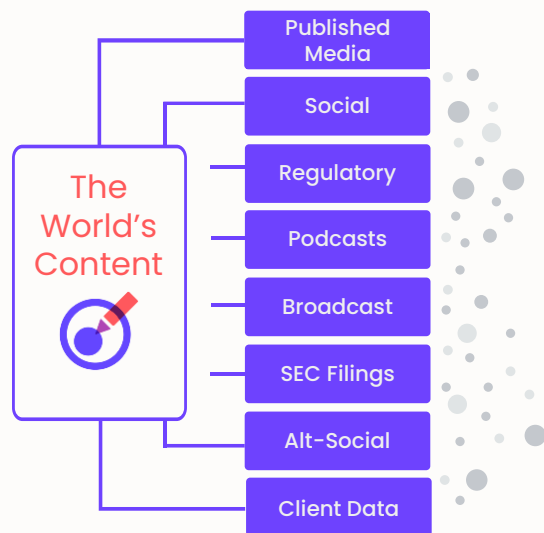 Published
Media
Social
The
World’s
Content
Regulatory
Podcasts
Broadcast
SEC Filings
Alt-Social
Client Data